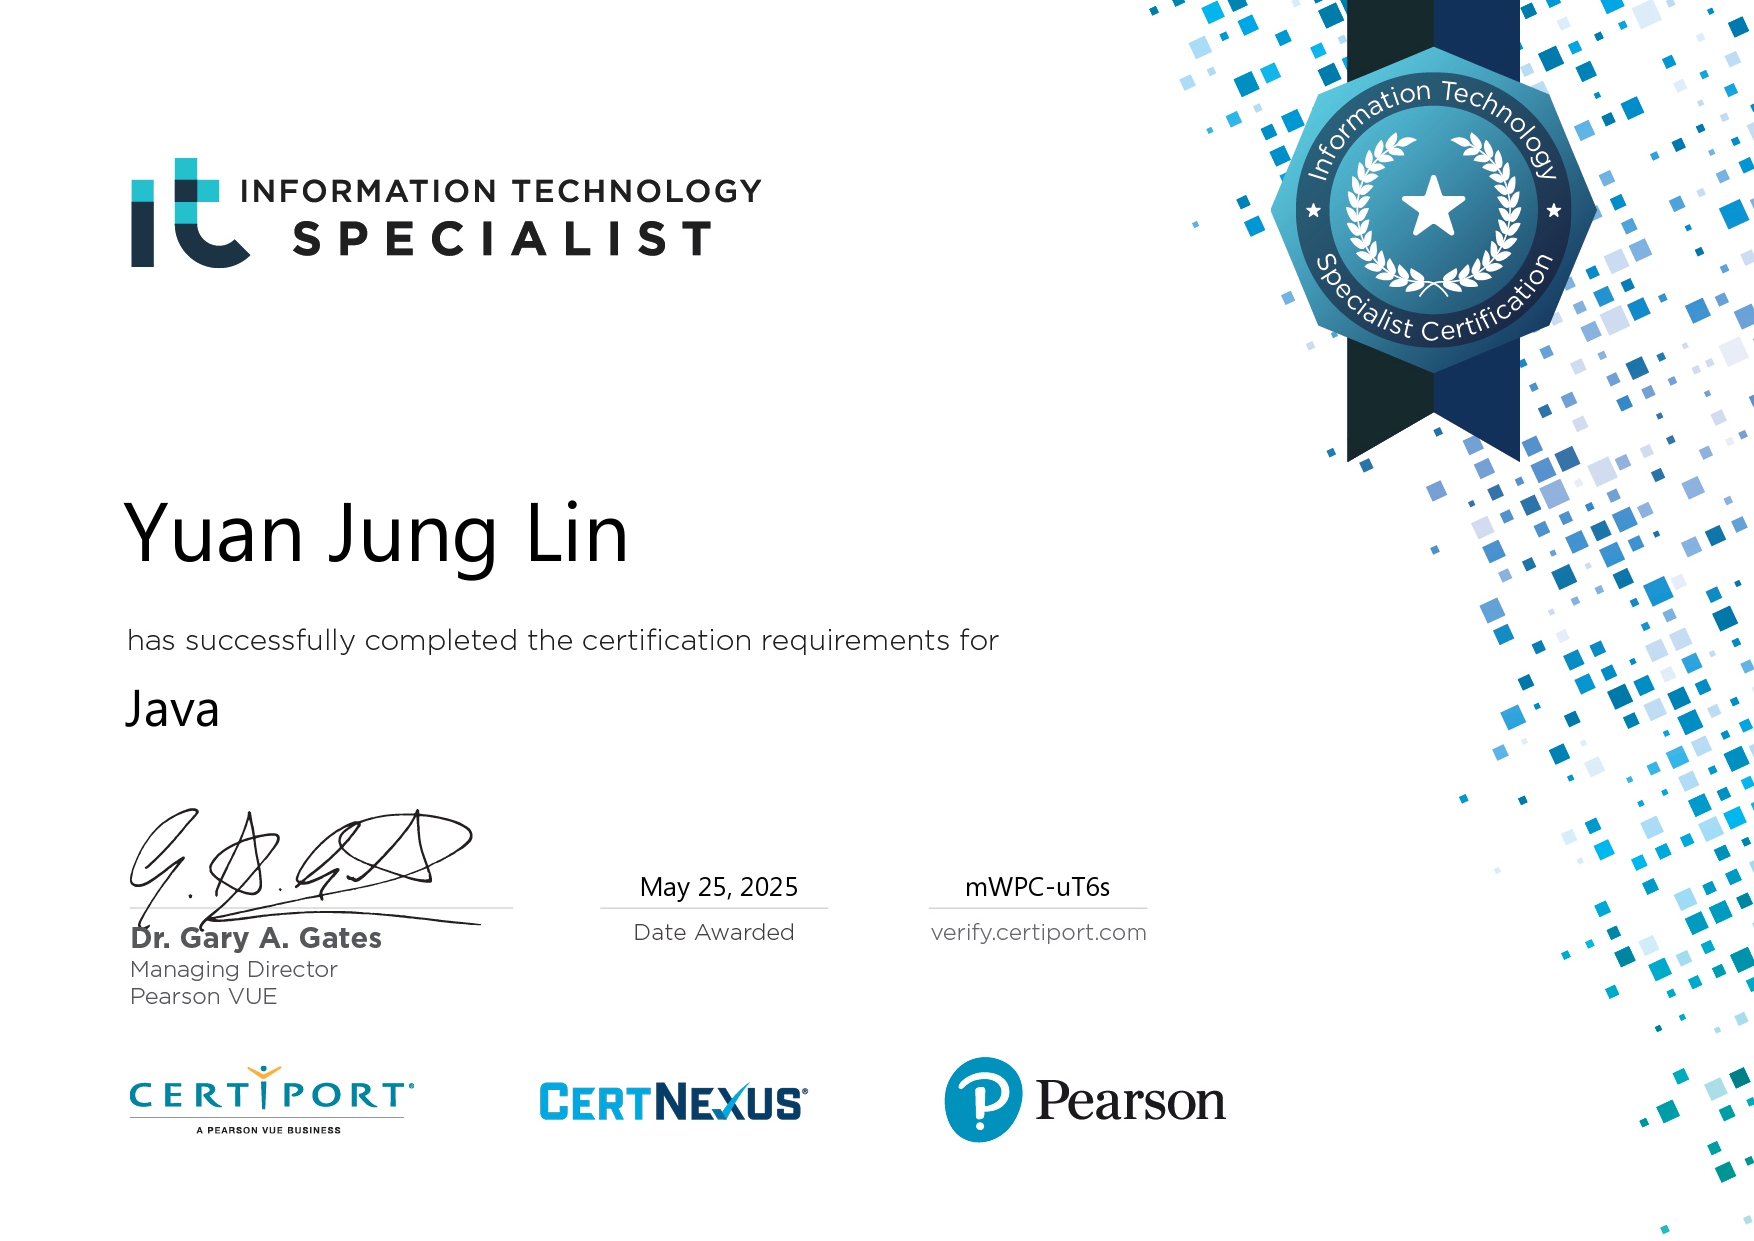 it INFORMATION TECHNOLOGY
SPECIALIST
Information Technology
Specialist Certification
Yuan Jung Lin
has successfully completed the certification requirements for
Java
May 25, 2025
mWPC-uT6s
Dr. Gary A. Gates
Date Awarded
verify.certiport.com
Managing Director
Pearson VUE
CERTIPORT®
A PEARSON VUE BUSINESS
CERTNEXUS®
P Pearson